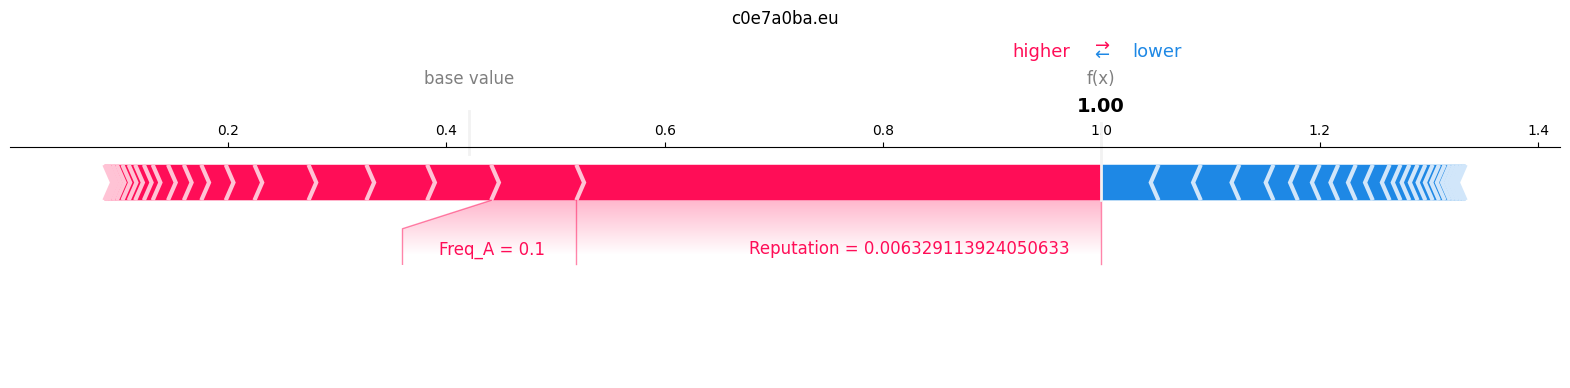 c0e7a0ba.eu
higher ⇄ lower
base value f(x)
1.00
0.2 0.4 0.6 0.8 1.0 1.2 1.4
Freq_A = 0.1 Reputation = 0.006329113924050633